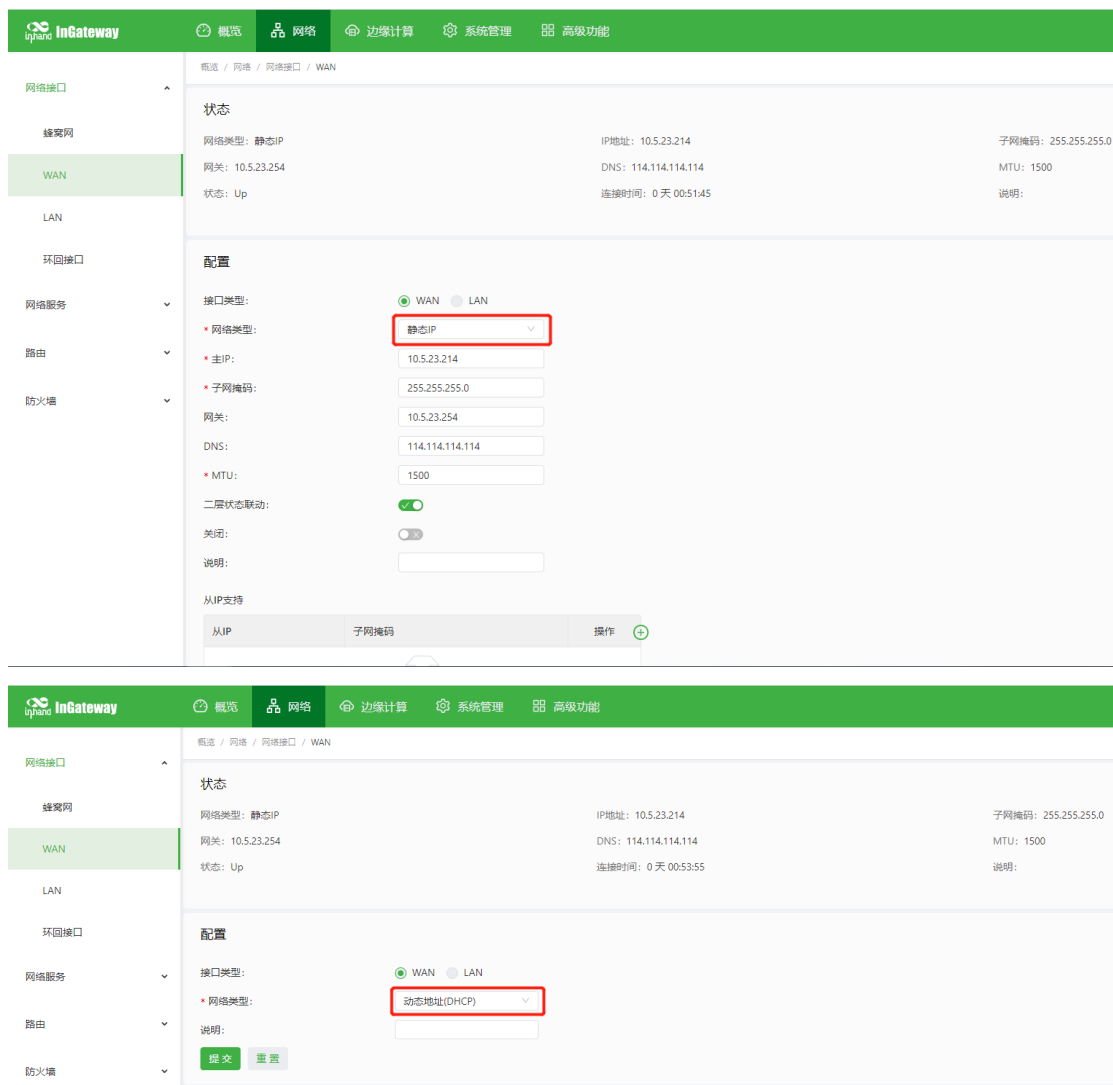 inhand InGateway 概览 网络 边缘计算 系统管理 高级功能
概览 / 网络 / 网络接口 / WAN
网络接口
蜂窝网
WAN
LAN
环回接口
网络服务
路由
防火墙
状态
网络类型：静态IP IP地址：10.5.23.214 子网掩码：255.255.255.0
网关：10.5.23.254 DNS：114.114.114.114 MTU：1500
状态：Up 连接时间：0 天 00:51:45 说明：
配置
接口类型： WAN LAN
* 网络类型： 静态IP
* 主IP： 10.5.23.214
* 子网掩码： 255.255.255.0
网关： 10.5.23.254
DNS： 114.114.114.114
* MTU： 1500
二层状态联动：
关闭：
说明：
从IP支持
从IP 子网掩码 操作
inhand InGateway 概览 网络 边缘计算 系统管理 高级功能
概览 / 网络 / 网络接口 / WAN
网络接口
蜂窝网
WAN
LAN
环回接口
网络服务
路由
防火墙
状态
网络类型：静态IP IP地址：10.5.23.214 子网掩码：255.255.255.0
网关：10.5.23.254 DNS：114.114.114.114 MTU：1500
状态：Up 连接时间：0 天 00:53:55 说明：
配置
接口类型： WAN LAN
* 网络类型： 动态地址(DHCP)
说明：
提交 重置